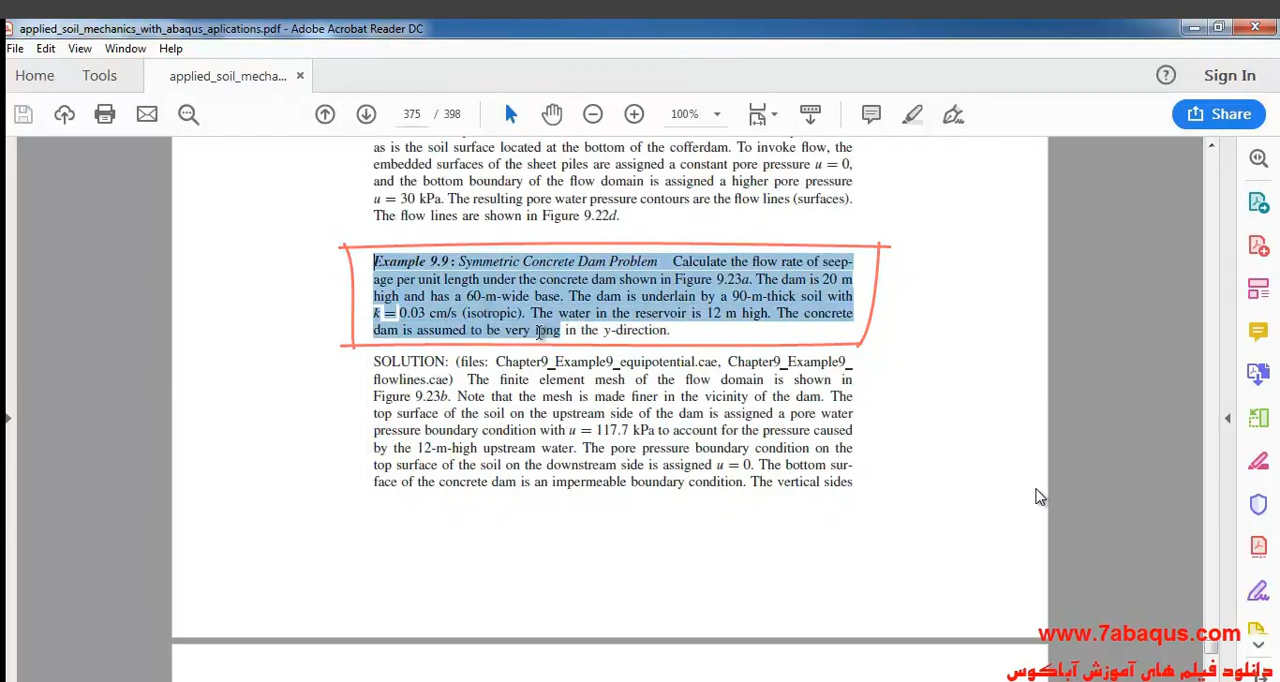 applied_soil_mechanics_with_abaqus_aplications.pdf - Adobe Acrobat Reader DC
File Edit View Window Help
Home Tools applied_soil_mecha... × ? Sign In
375 / 398 100% Share
as is the soil surface located at the bottom of the cofferdam. To invoke flow, the
embedded surfaces of the sheet piles are assigned a constant pore pressure u = 0,
and the bottom boundary of the flow domain is assigned a higher pore pressure
u = 30 kPa. The resulting pore water pressure contours are the flow lines (surfaces).
The flow lines are shown in Figure 9.22d.
Example 9.9 : Symmetric Concrete Dam Problem Calculate the flow rate of seep-
age per unit length under the concrete dam shown in Figure 9.23a. The dam is 20 m
high and has a 60-m-wide base. The dam is underlain by a 90-m-thick soil with
k = 0.03 cm/s (isotropic). The water in the reservoir is 12 m high. The concrete
dam is assumed to be very long in the y-direction.
SOLUTION: (files: Chapter9_Example9_equipotential.cae, Chapter9_Example9_
flowlines.cae) The finite element mesh of the flow domain is shown in
Figure 9.23b. Note that the mesh is made finer in the vicinity of the dam. The
top surface of the soil on the upstream side of the dam is assigned a pore water
pressure boundary condition with u = 117.7 kPa to account for the pressure caused
by the 12-m-high upstream water. The pore pressure boundary condition on the
top surface of the soil on the downstream side is assigned u = 0. The bottom sur-
face of the concrete dam is an impermeable boundary condition. The vertical sides
www.7abaqus.com
دانلود فیلم های آموزش آباکوس